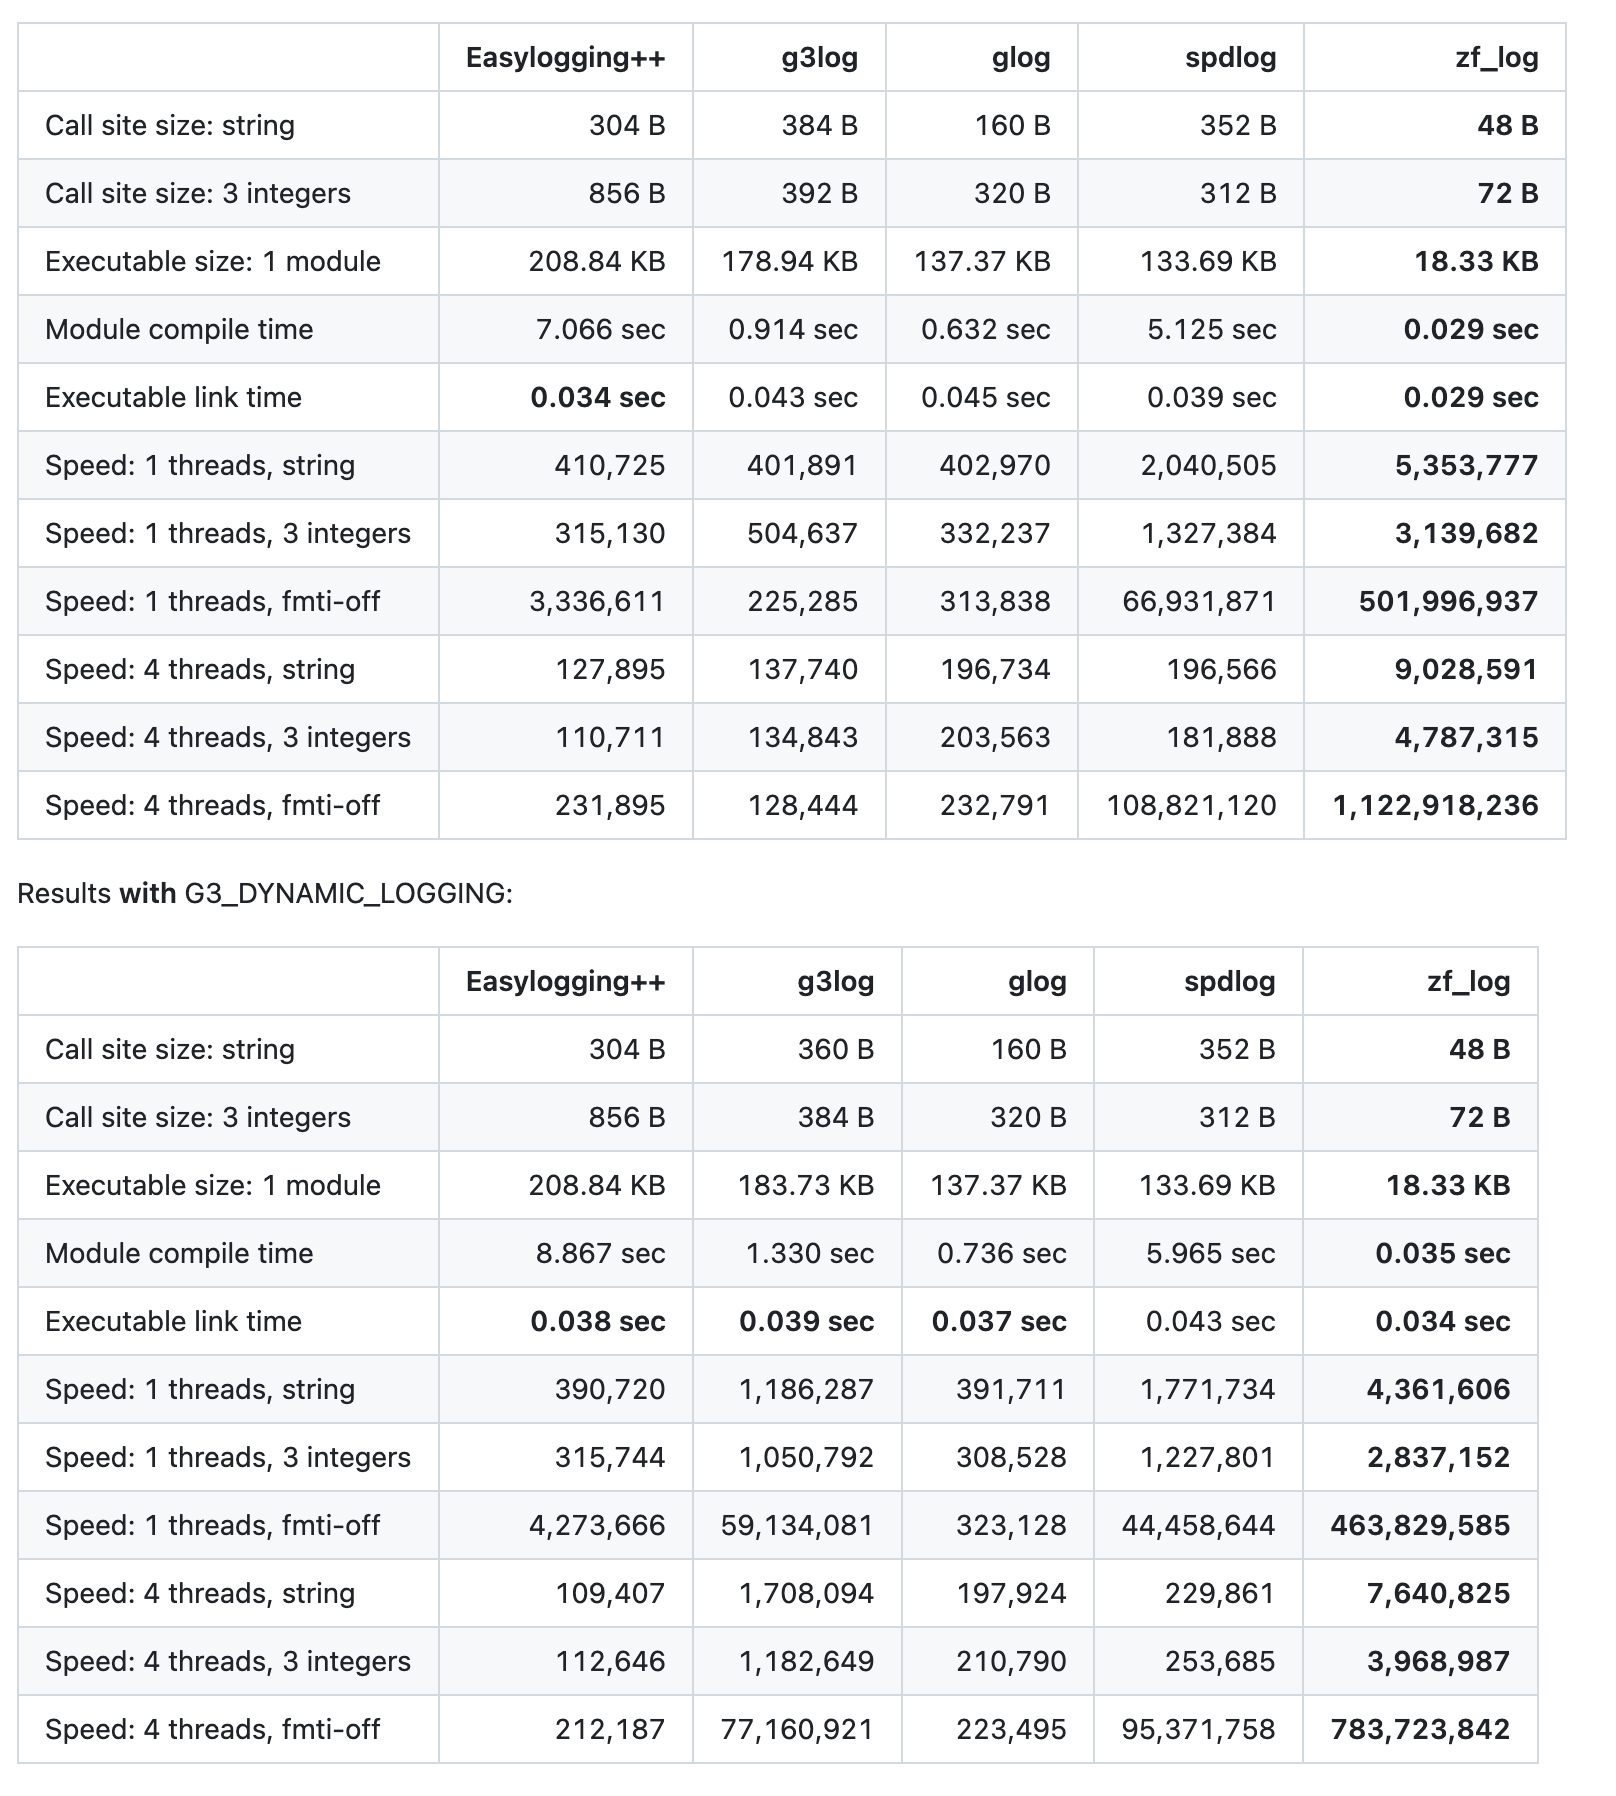 Easylogging++ g3log glog spdlog zf_log
Call site size: string 304 B 384 B 160 B 352 B 48 B
Call site size: 3 integers 856 B 392 B 320 B 312 B 72 B
Executable size: 1 module 208.84 KB 178.94 KB 137.37 KB 133.69 KB 18.33 KB
Module compile time 7.066 sec 0.914 sec 0.632 sec 5.125 sec 0.029 sec
Executable link time 0.034 sec 0.043 sec 0.045 sec 0.039 sec 0.029 sec
Speed: 1 threads, string 410,725 401,891 402,970 2,040,505 5,353,777
Speed: 1 threads, 3 integers 315,130 504,637 332,237 1,327,384 3,139,682
Speed: 1 threads, fmti-off 3,336,611 225,285 313,838 66,931,871 501,996,937
Speed: 4 threads, string 127,895 137,740 196,734 196,566 9,028,591
Speed: 4 threads, 3 integers 110,711 134,843 203,563 181,888 4,787,315
Speed: 4 threads, fmti-off 231,895 128,444 232,791 108,821,120 1,122,918,236
Results with G3_DYNAMIC_LOGGING:
Easylogging++ g3log glog spdlog zf_log
Call site size: string 304 B 360 B 160 B 352 B 48 B
Call site size: 3 integers 856 B 384 B 320 B 312 B 72 B
Executable size: 1 module 208.84 KB 183.73 KB 137.37 KB 133.69 KB 18.33 KB
Module compile time 8.867 sec 1.330 sec 0.736 sec 5.965 sec 0.035 sec
Executable link time 0.038 sec 0.039 sec 0.037 sec 0.043 sec 0.034 sec
Speed: 1 threads, string 390,720 1,186,287 391,711 1,771,734 4,361,606
Speed: 1 threads, 3 integers 315,744 1,050,792 308,528 1,227,801 2,837,152
Speed: 1 threads, fmti-off 4,273,666 59,134,081 323,128 44,458,644 463,829,585
Speed: 4 threads, string 109,407 1,708,094 197,924 229,861 7,640,825
Speed: 4 threads, 3 integers 112,646 1,182,649 210,790 253,685 3,968,987
Speed: 4 threads, fmti-off 212,187 77,160,921 223,495 95,371,758 783,723,842